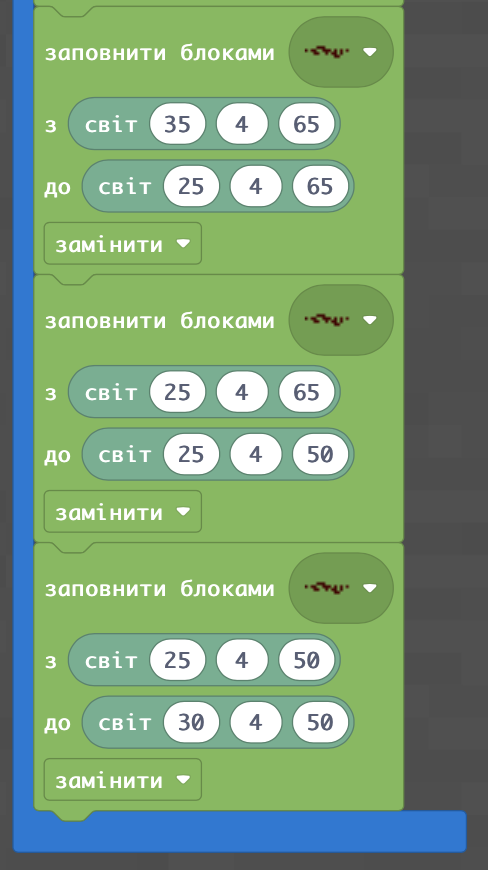 заповнити блоками
з світ 35 4 65
до світ 25 4 65
замінити
заповнити блоками
з світ 25 4 65
до світ 25 4 50
замінити
заповнити блоками
з світ 25 4 50
до світ 30 4 50
замінити